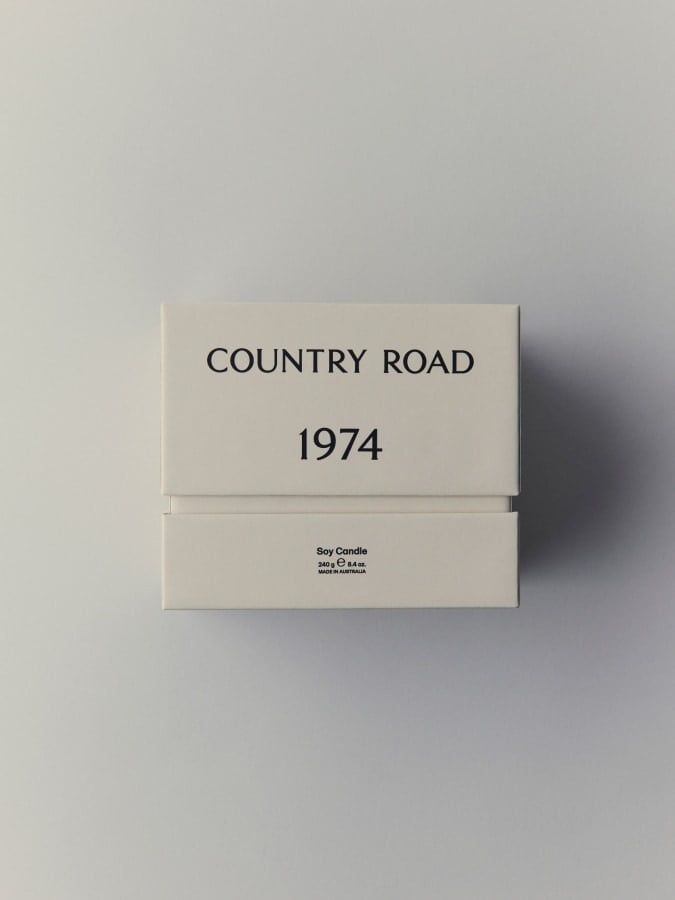 COUNTRY ROAD
1974
Soy Candle
240 g ℮ 8.4 oz.
MADE IN AUSTRALIA